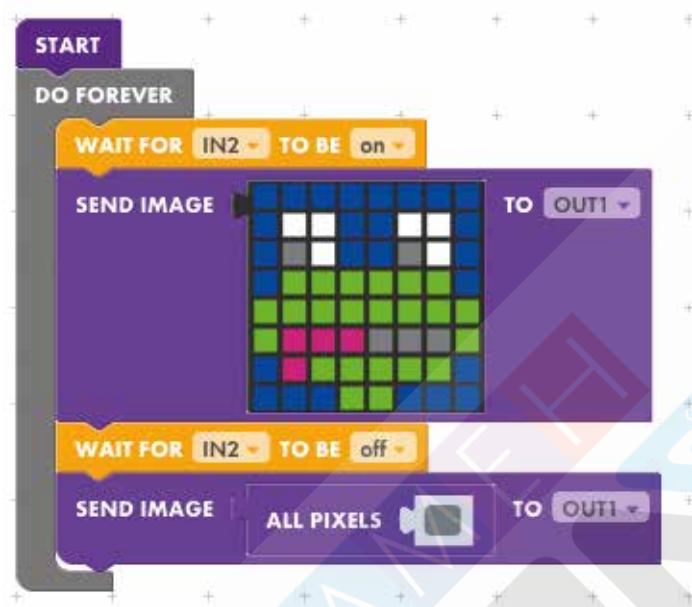 START
DO FOREVER
WAIT FOR IN2 TO BE on
SEND IMAGE TO OUT1
WAIT FOR IN2 TO BE off
SEND IMAGE ALL PIXELS TO OUT1